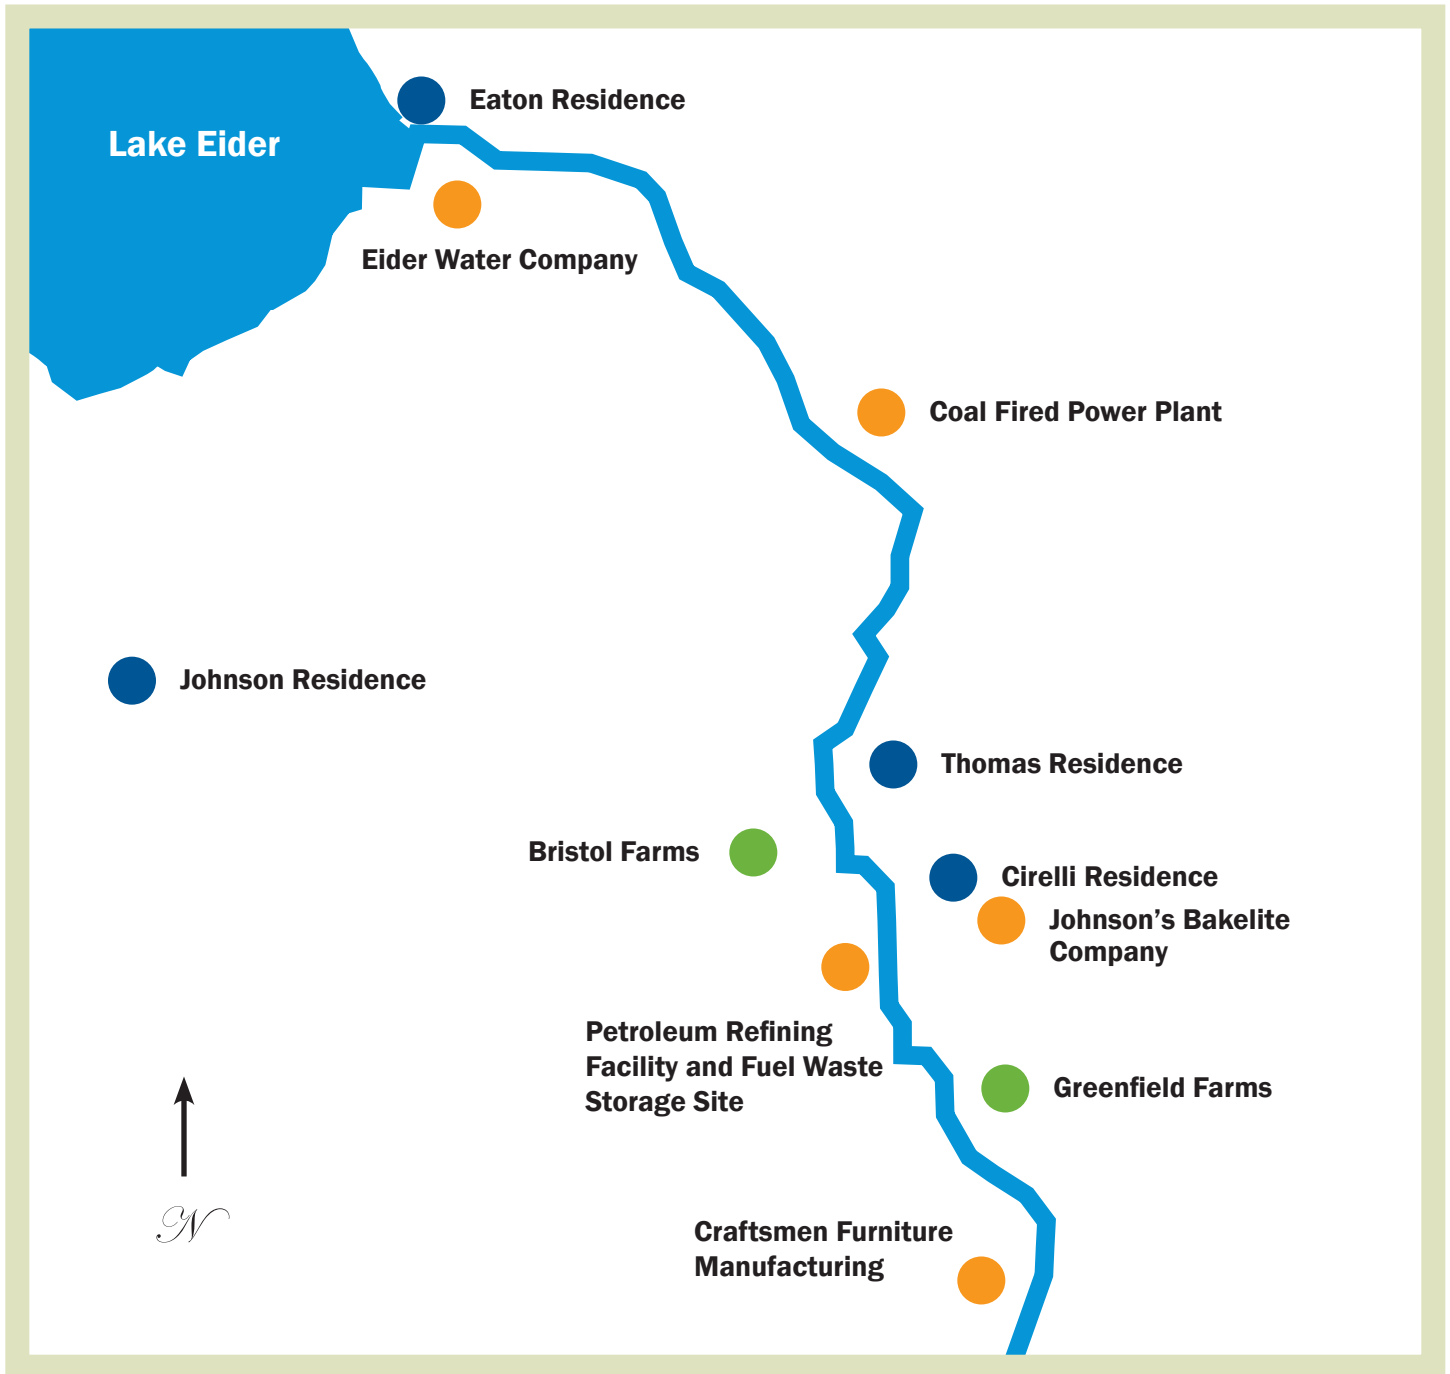 Eaton Residence
Lake Eider
Eider Water Company
Coal Fired Power Plant
Johnson Residence
Thomas Residence
Bristol Farms
Cirelli Residence
Johnson’s Bakelite
Company
Petroleum Refining
Facility and Fuel Waste
Storage Site
Greenfield Farms
N
Craftsmen Furniture
Manufacturing